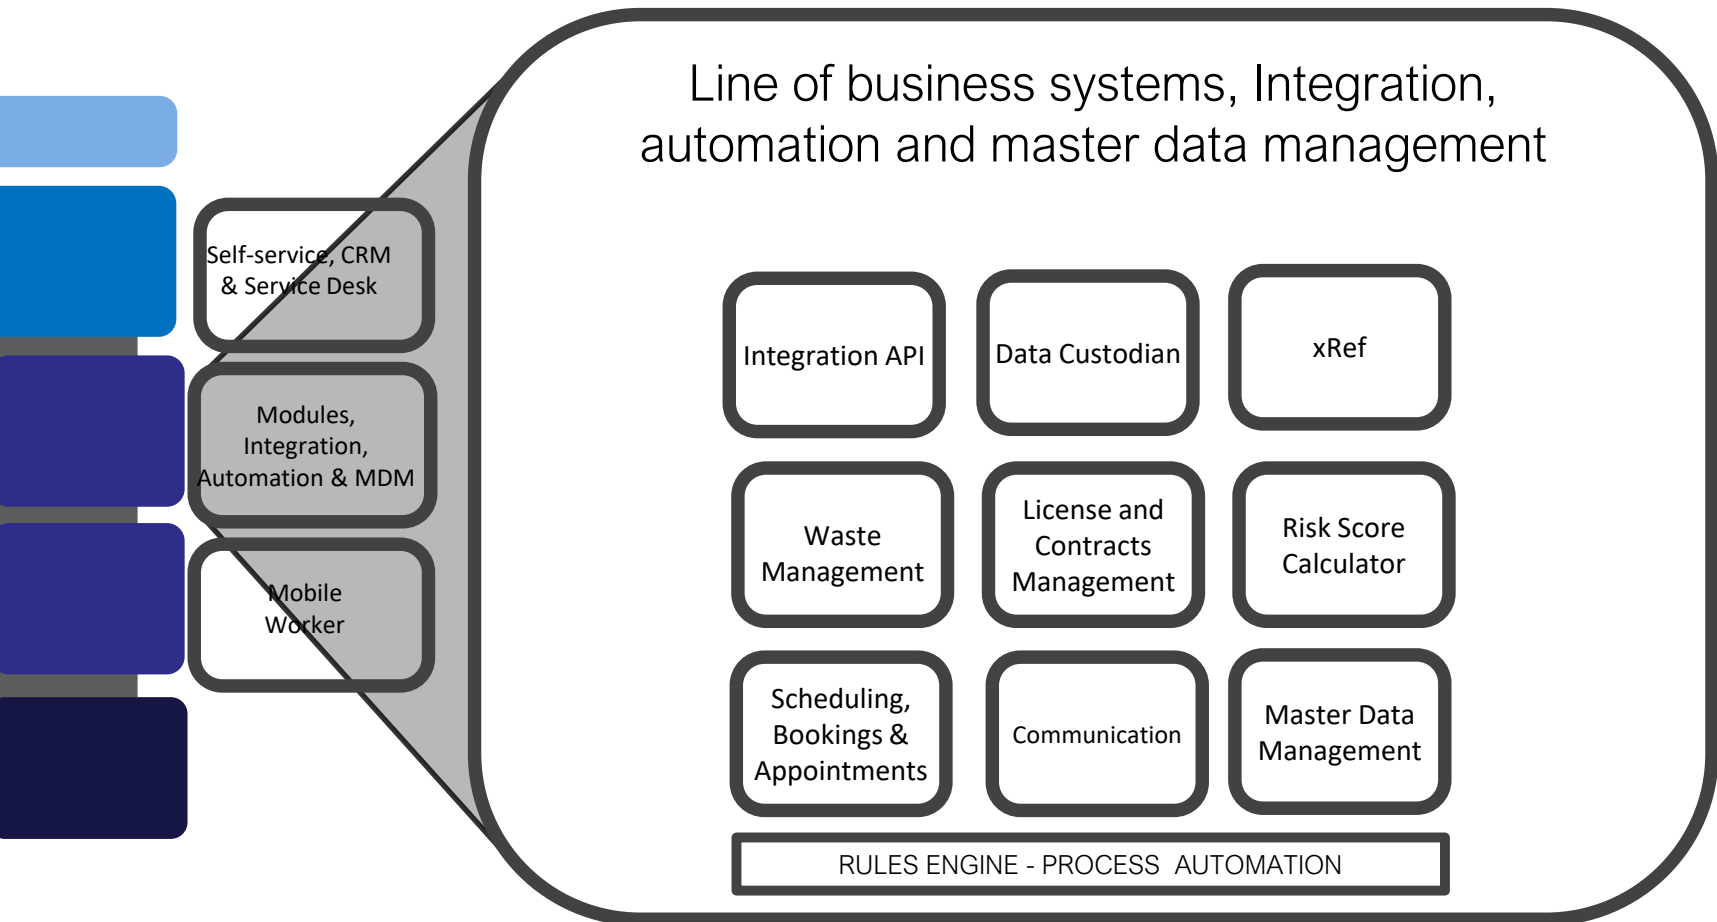 Line of business systems, Integration,
automation and master data management
Self-service, CRM
& Service Desk
Modules,
Integration,
Automation & MDM
Mobile
Worker
Integration API
Data Custodian
xRef
Waste
Management
License and
Contracts
Management
Risk Score
Calculator
Scheduling,
Bookings &
Appointments
Communication
Master Data
Management
RULES ENGINE - PROCESS AUTOMATION